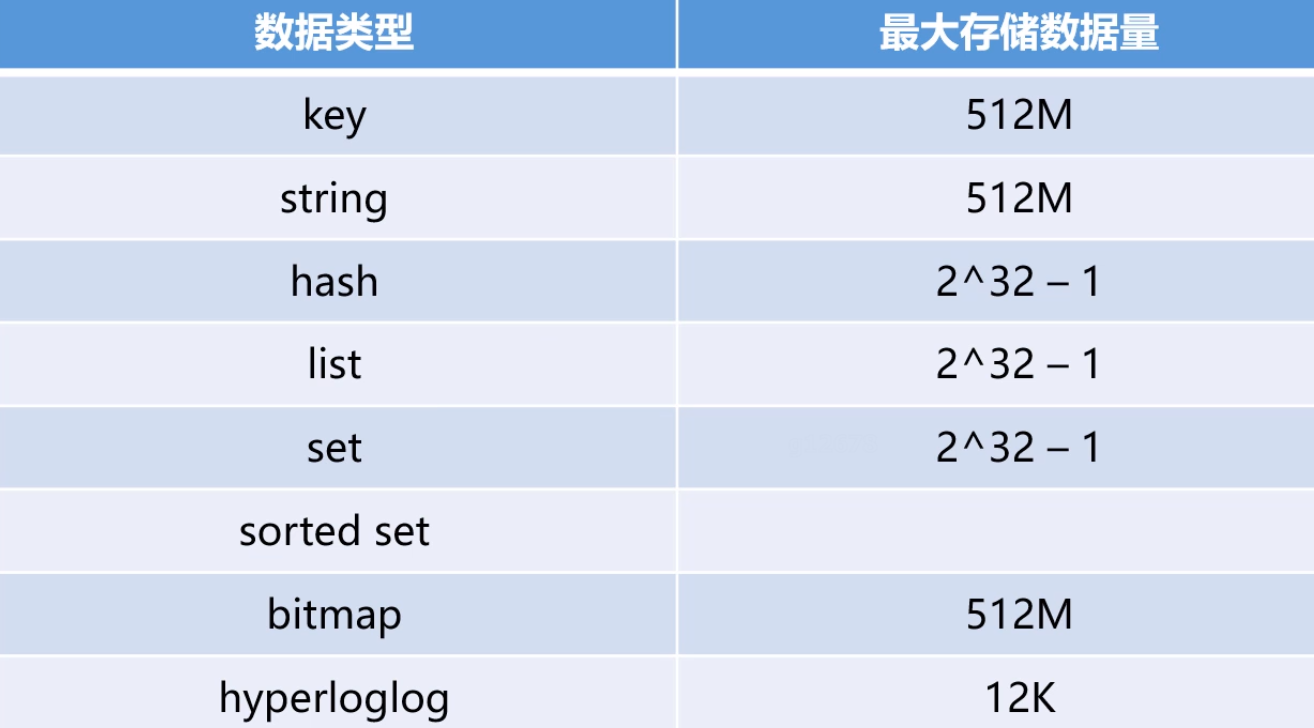 数据类型 最大存储数据量
key 512M
string 512M
hash 2^32 – 1
list 2^32 – 1
set 2^32 – 1
sorted set
bitmap 512M
hyperloglog 12K